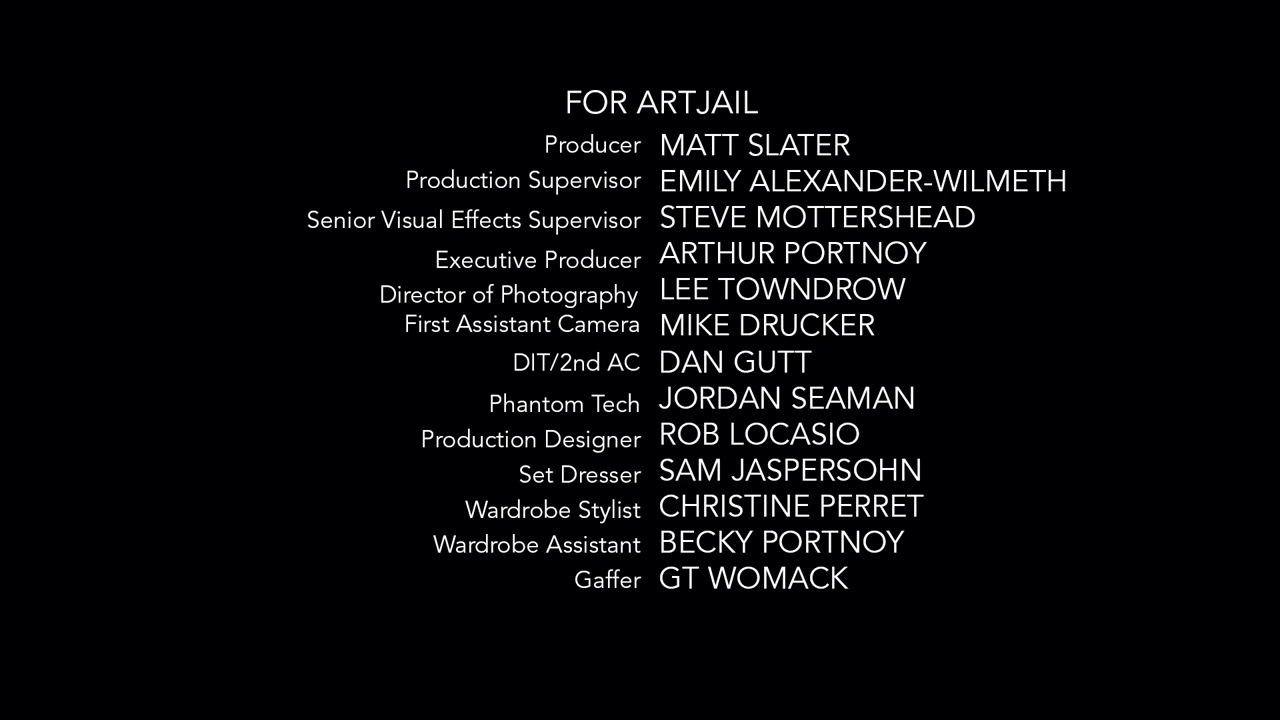 FOR ARTJAIL
Producer MATT SLATER
Production Supervisor EMILY ALEXANDER-WILMETH
Senior Visual Effects Supervisor STEVE MOTTERSHEAD
Executive Producer ARTHUR PORTNOY
Director of Photography LEE TOWNDROW
First Assistant Camera MIKE DRUCKER
DIT/2nd AC DAN GUTT
Phantom Tech JORDAN SEAMAN
Production Designer ROB LOCASIO
Set Dresser SAM JASPERSOHN
Wardrobe Stylist CHRISTINE PERRET
Wardrobe Assistant BECKY PORTNOY
Gaffer GT WOMACK